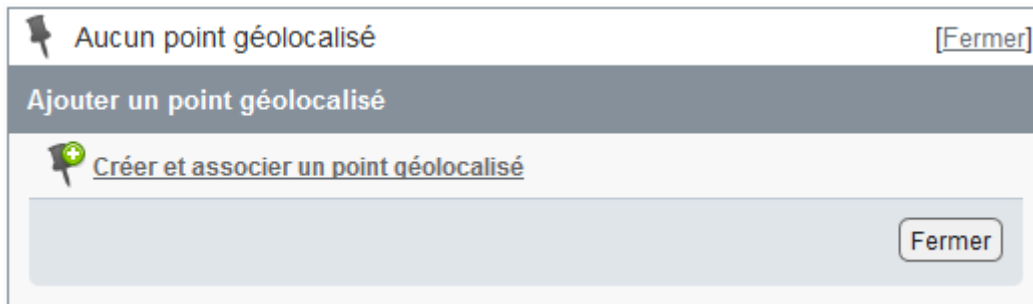 Aucun point géolocalisé [Fermer]
Ajouter un point géolocalisé
Créer et associer un point géolocalisé
Fermer